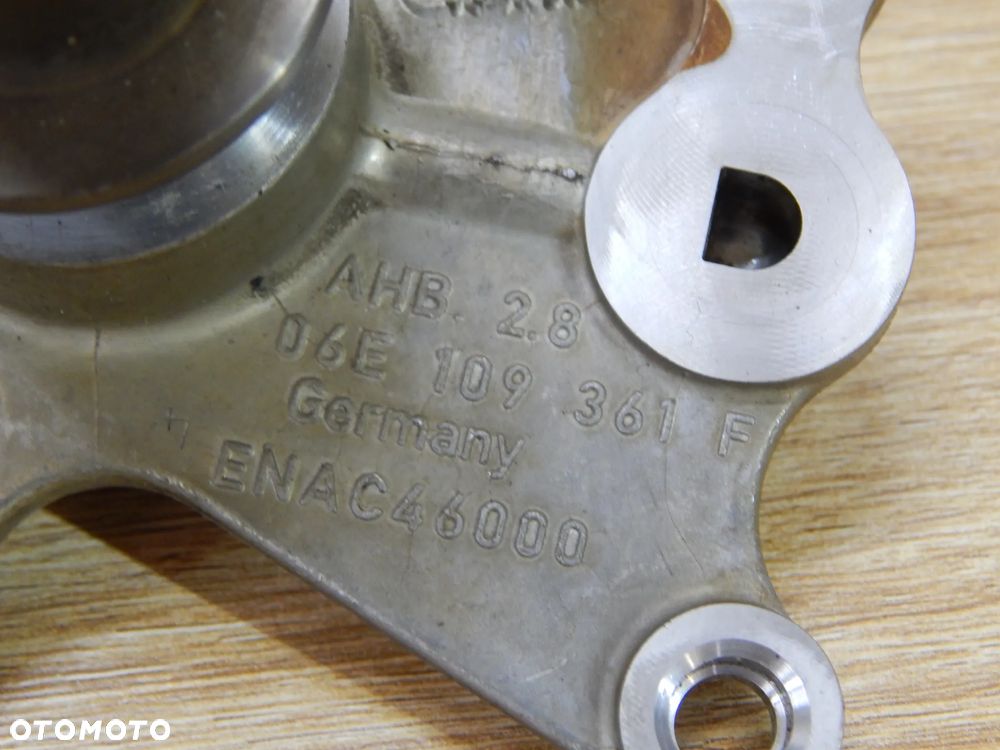 AHB. 2.8
06E 109 361 F
Germany
ENAC46000
OTOMOTO